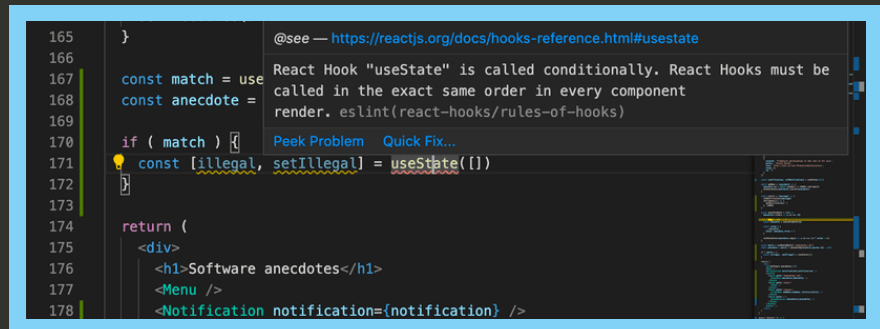 165 }
@see — https://reactjs.org/docs/hooks-reference.html#usestate
166
React Hook "useState" is called conditionally. React Hooks must be
167 const match = use
called in the exact same order in every component
168 const anecdote =
render. eslint(react-hooks/rules-of-hooks)
169
170 if ( match ) {
Peek Problem Quick Fix...
171 const [illegal, setIllegal] = useState([])
172 }
173
174 return (
175 <div>
176 <h1>Software anecdotes</h1>
177 <Menu />
178 <Notification notification={notification} />